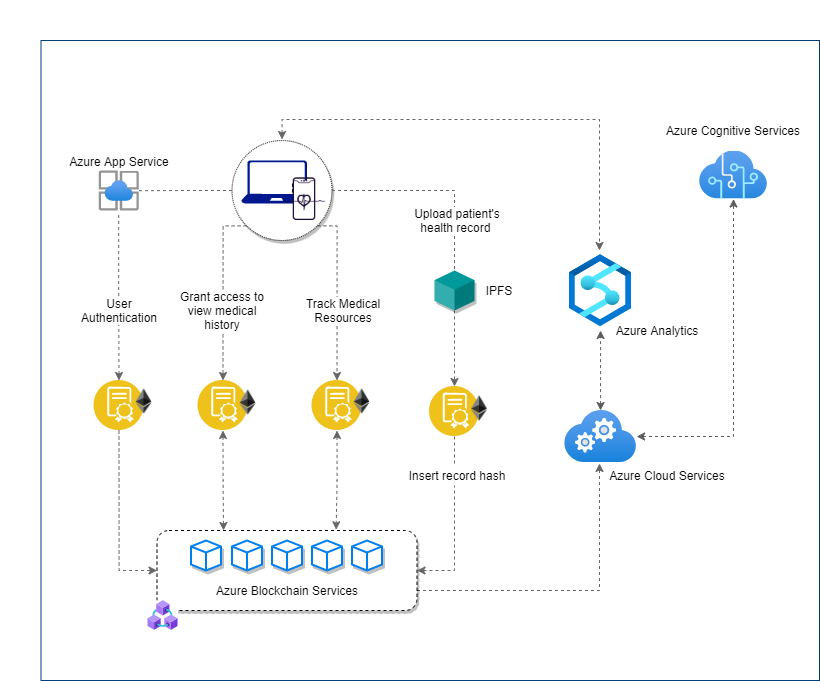 Azure Cognitive Services
Azure App Service
Upload patient's
health record
IPFS
User
Authentication
Grant access to
view medical
history
Track Medical
Resources
Azure Analytics
Insert record hash
Azure Cloud Services
Azure Blockchain Services